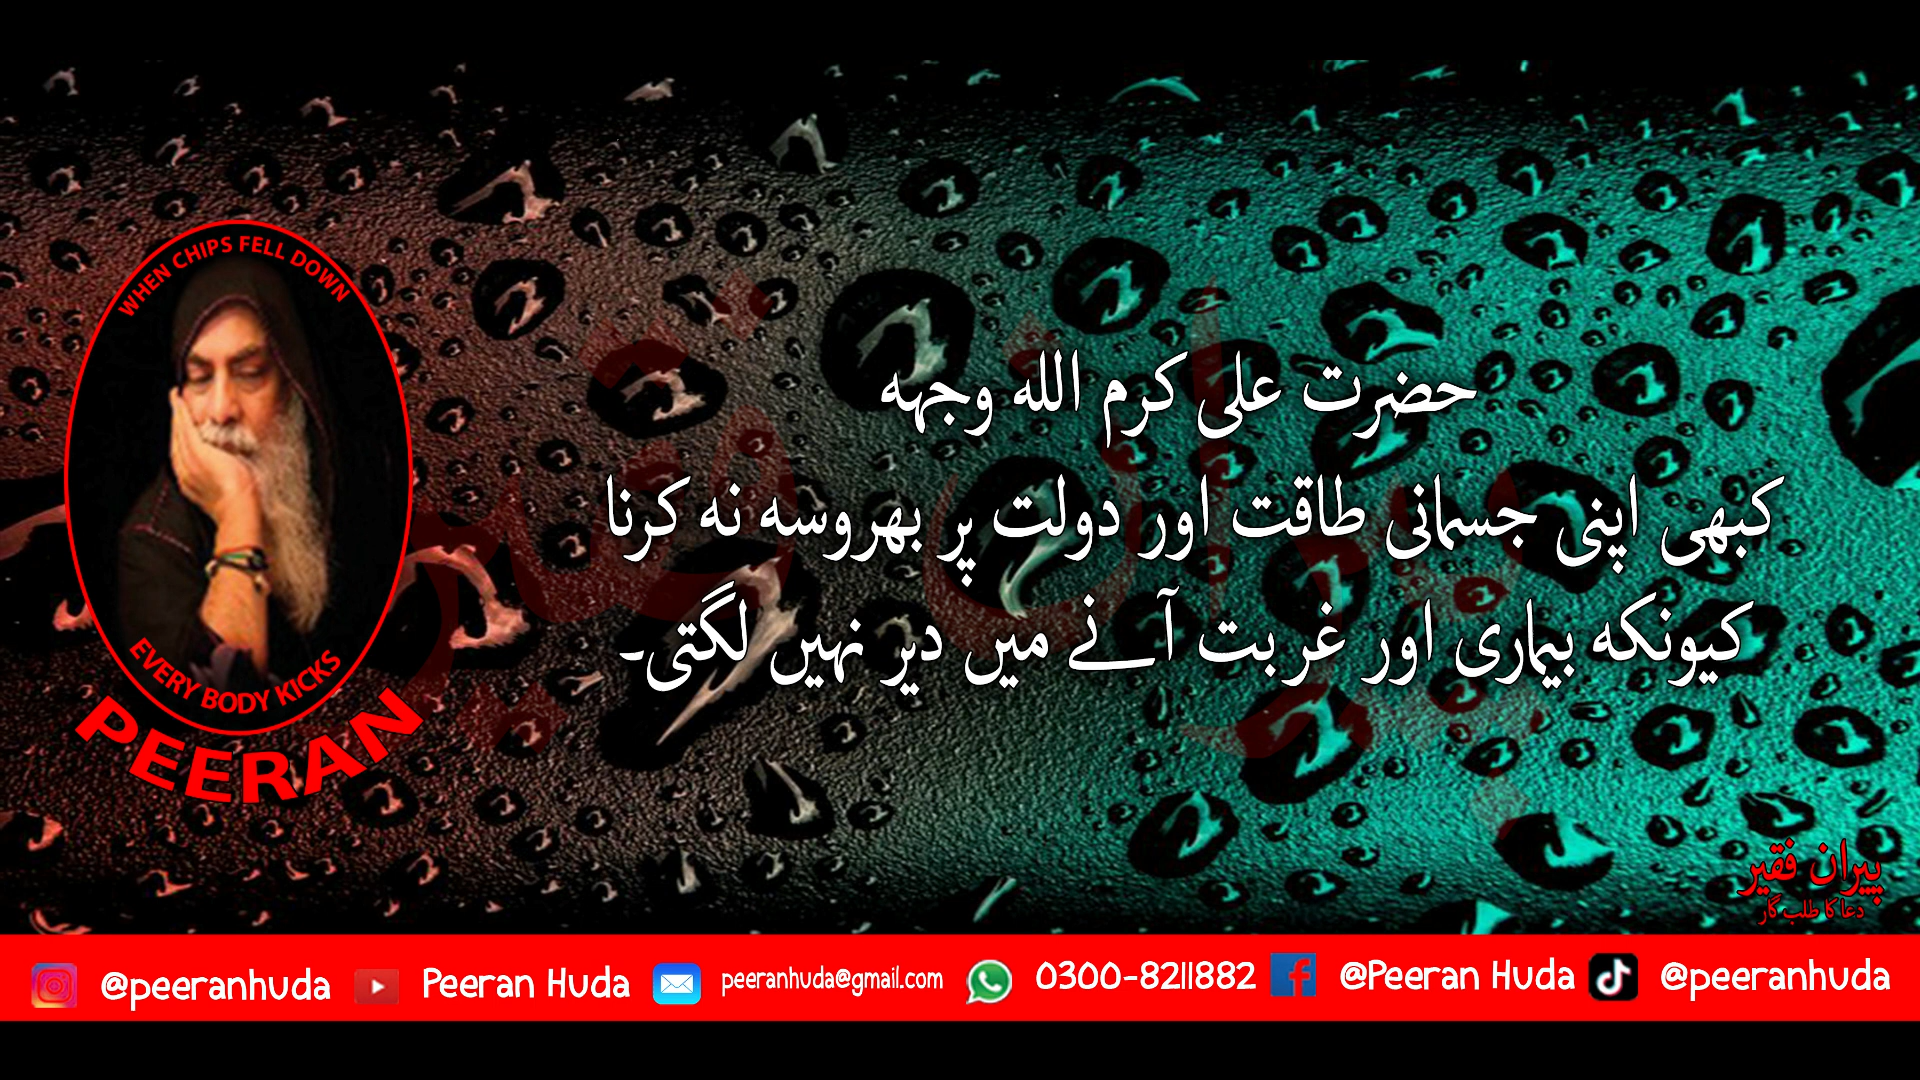 WHEN CHIPS FELL DOWN
EVERY BODY KICKS
PEERAN
حضرت علی کرم اللہ وجہہ
کبھی اپنی جسمانی طاقت اور دولت پر بھروسہ نہ کرنا
کیونکہ بیماری اور غربت آنے میں دیر نہیں لگتی۔
پیران فقیر
دعا کا طلب گار
@peeranhuda
Peeran Huda
peeranhuda@gmail.com
0300-8211882
@Peeran Huda
@peeranhuda